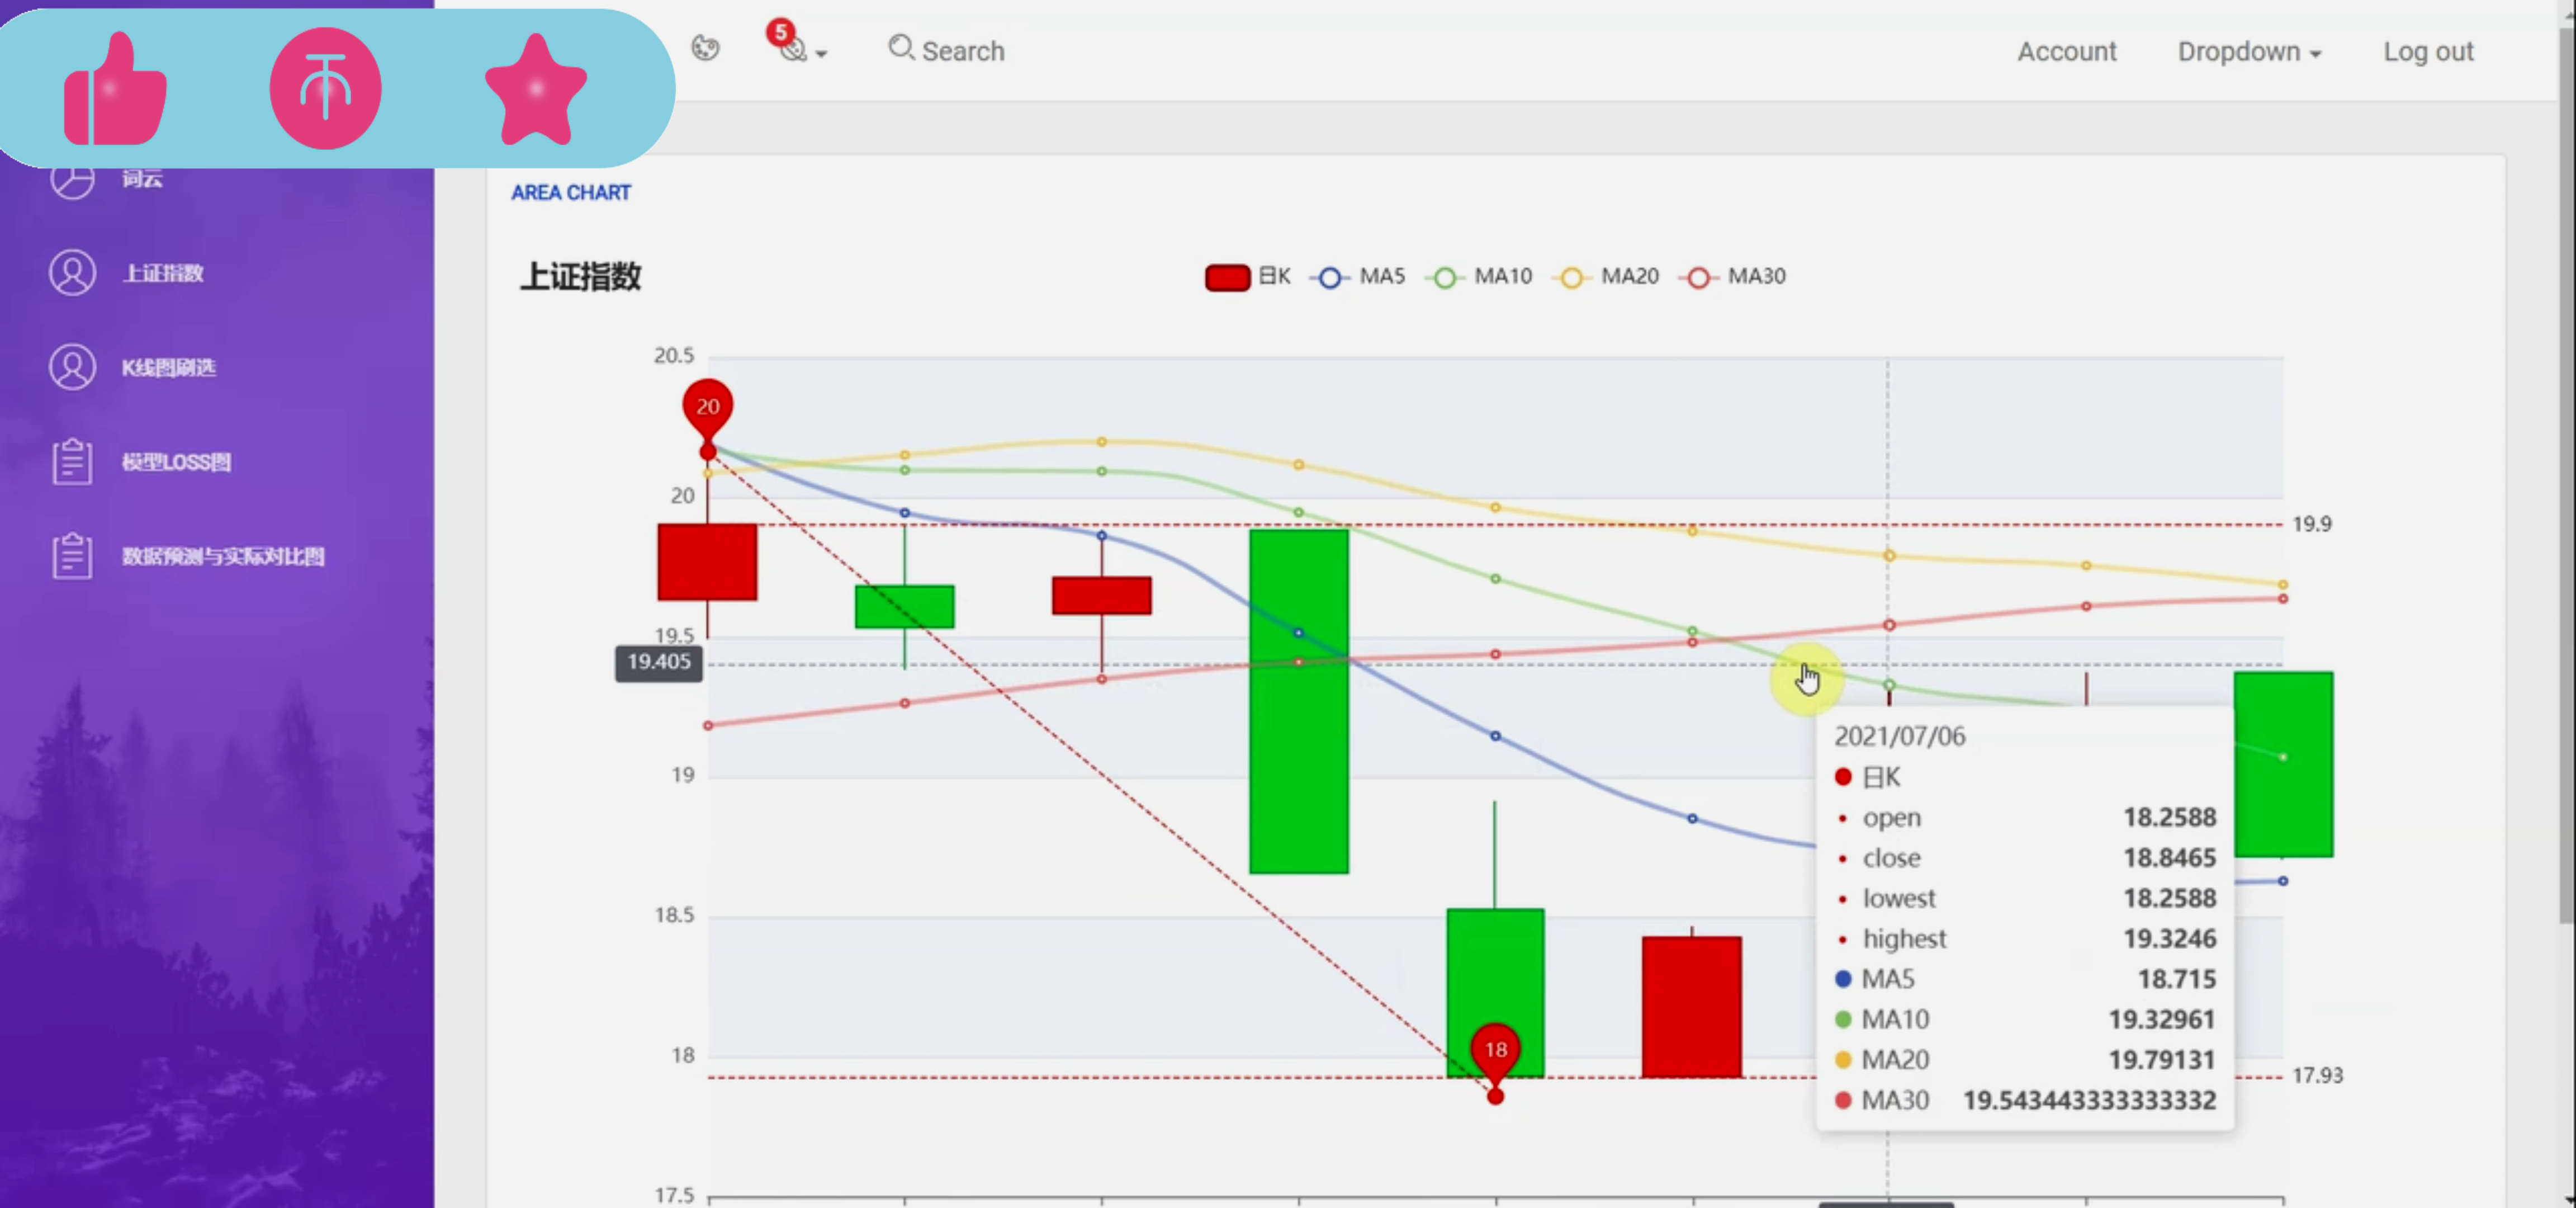 5
Search
Account
Dropdown
Log out
词云
上证指数
K线图刷选
模型LOSS图
数据预测与实际对比图
AREA CHART
上证指数
日K
MA5
MA10
MA20
MA30
20.5
20
20
19.9
19.5
19.405
19
18.5
18
18
17.93
17.5
2021/07/06
日K
open 18.2588
close 18.8465
lowest 18.2588
highest 19.3246
MA5 18.715
MA10 19.32961
MA20 19.79131
MA30 19.543443333333332